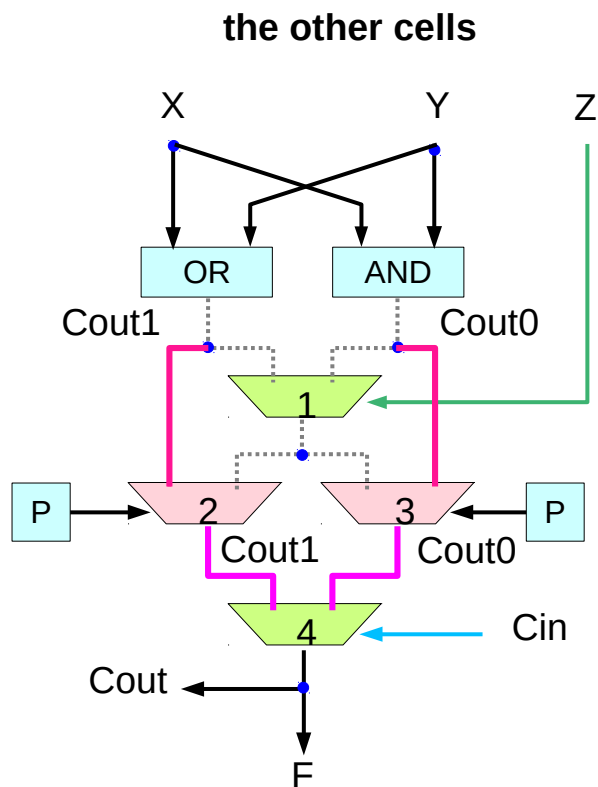 the other cells
X
Y
Z
OR
AND
Cout1
Cout0
1
P
2
3
P
Cout1
Cout0
4
Cin
Cout
F